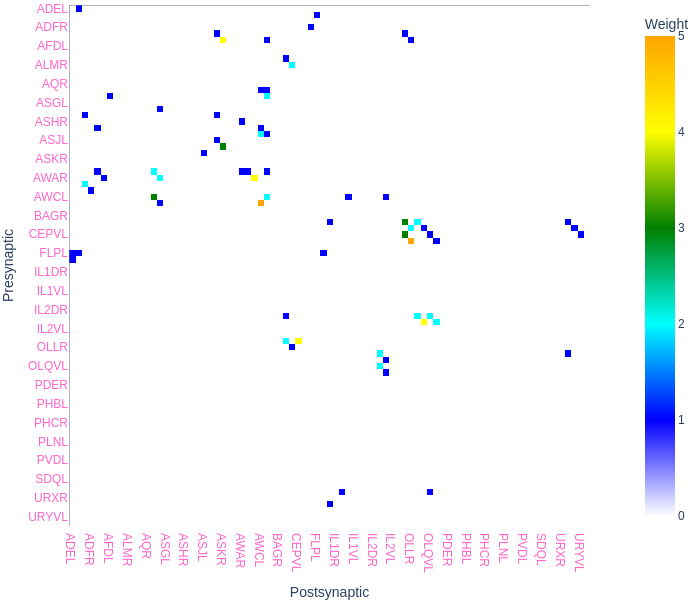 Weight
5
4
3
2
1
0
Presynaptic
ADEL
ADFR
AFDL
ALMR
AQR
ASGL
ASHR
ASJL
ASKR
AWAR
AWCL
BAGR
CEPVL
FLPL
IL1DR
IL1VL
IL2DR
IL2VL
OLLR
OLQVL
PDER
PHBL
PHCR
PLNL
PVDL
SDQL
URXR
URYVL
ADEL
ADFR
AFDL
ALMR
AQR
ASGL
ASHR
ASJL
ASKR
AWAR
AWCL
BAGR
CEPVL
FLPL
IL1DR
IL1VL
IL2DR
IL2VL
OLLR
OLQVL
PDER
PHBL
PHCR
PLNL
PVDL
SDQL
URXR
URYVL
Postsynaptic